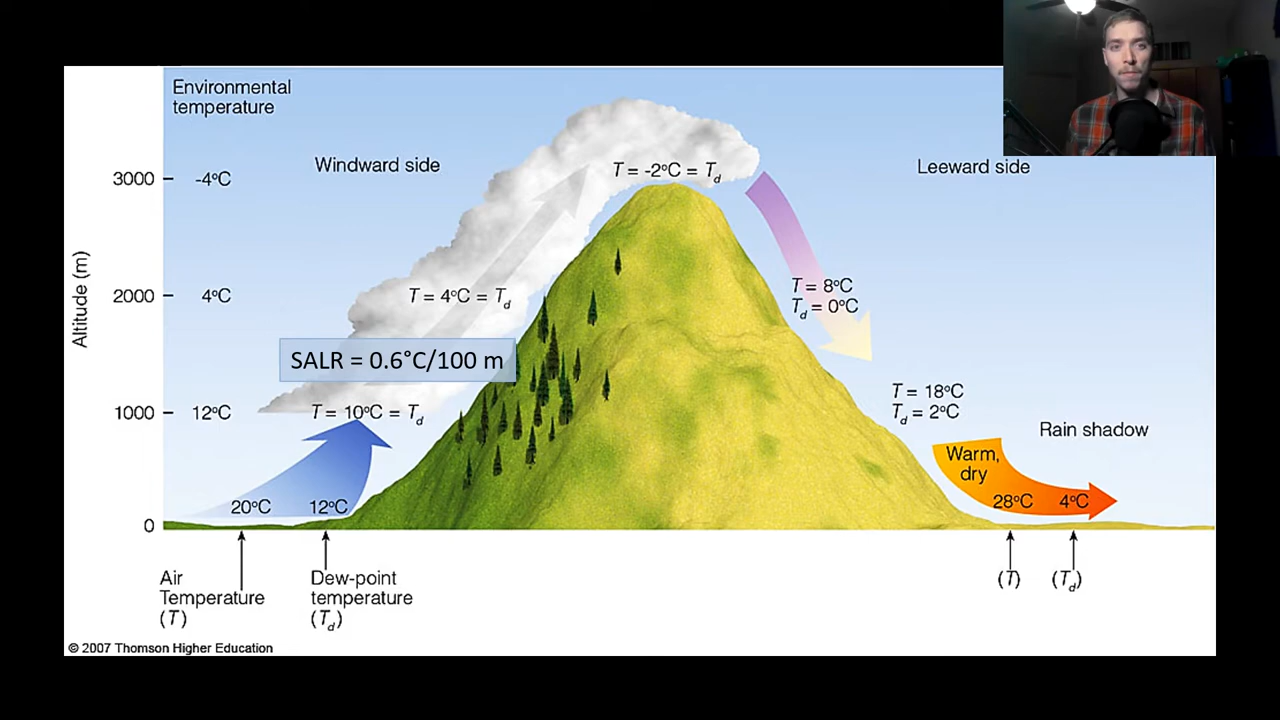 Environmental
temperature
Windward side
Leeward side
3000
-4°C
T = -2°C = Td
Altitude (m)
2000
4°C
T = 4°C = Td
T = 8°C
Td = 0°C
SALR = 0.6°C/100 m
1000
12°C
T = 10°C = Td
T = 18°C
Td = 2°C
Rain shadow
Warm,
dry
0
20°C
12°C
28°C
4°C
Air
Temperature
(T)
Dew-point
temperature
(Td)
(T)
(Td)
© 2007 Thomson Higher Education